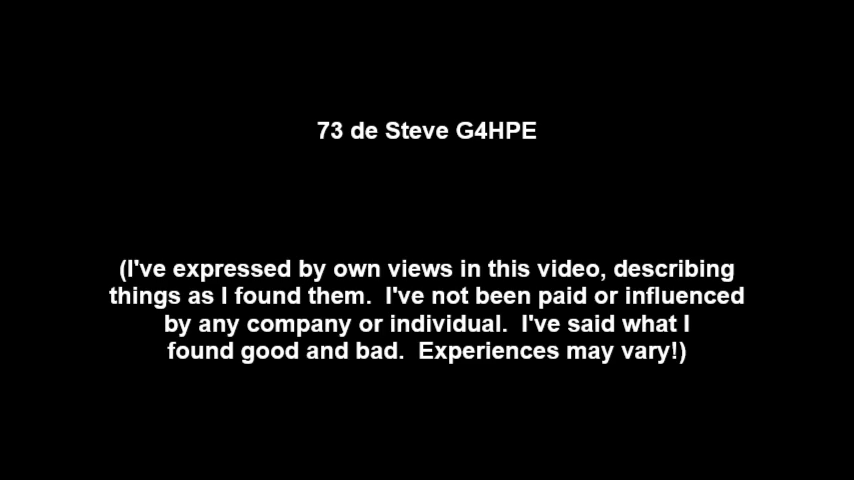 73 de Steve G4HPE
(I've expressed by own views in this video, describing
things as I found them.  I've not been paid or influenced
by any company or individual.  I've said what I
found good and bad.  Experiences may vary!)